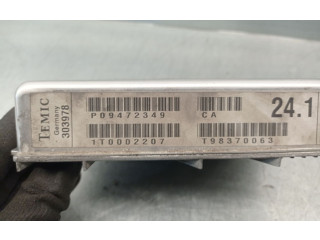 TEMIC
Germany
303978
P09472349 CA
24.1
1T0002207 T98370063